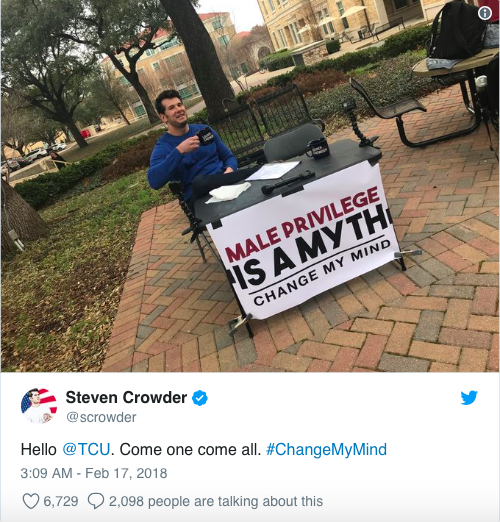 MALE PRIVILEGE
IS A MYTH
CHANGE MY MIND
Steven Crowder
@scrowder
Hello @TCU. Come one come all. #ChangeMyMind
3:09 AM - Feb 17, 2018
6,729 2,098 people are talking about this